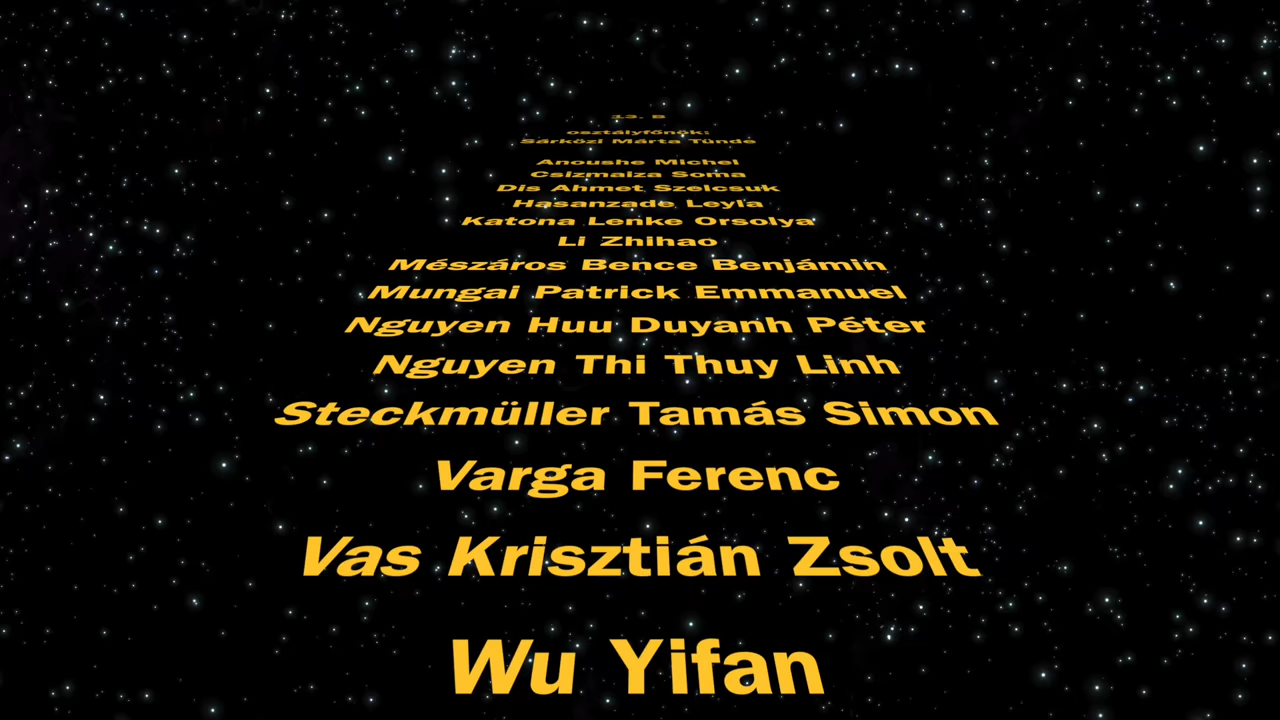 13. B
osztályfőnök:
Sárközi Márta Tünde
Anoushe Michel
Csizmazia Soma
Dis Ahmet Szelcsuk
Hasanzade Leyla
Katona Lenke Orsolya
Li Zhihao
Mészáros Bence Benjámin
Mungai Patrick Emmanuel
Nguyen Huu Duyanh Péter
Nguyen Thi Thuy Linh
Steckmüller Tamás Simon
Varga Ferenc
Vas Krisztián Zsolt
Wu Yifan